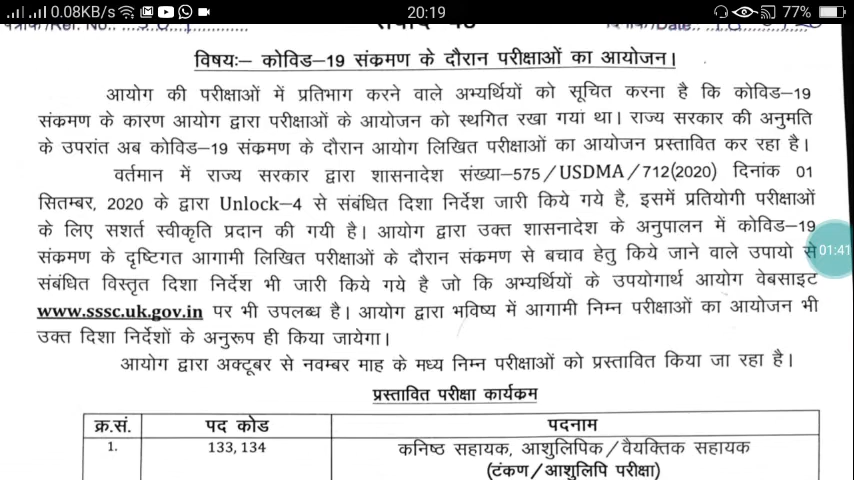 0.08KB/s 20:19 77%
पत्रांक/Ref. No.: दिनांक/Date..
विषयः– कोविड–19 संक्रमण के दौरान परीक्षाओं का आयोजन।
आयोग की परीक्षाओं में प्रतिभाग करने वाले अभ्यर्थियों को सूचित करना है कि कोविड–19
संक्रमण के कारण आयोग द्वारा परीक्षाओं के आयोजन को स्थगित रखा गया था। राज्य सरकार की अनुमति
के उपरांत अब कोविड–19 संक्रमण के दौरान आयोग लिखित परीक्षाओं का आयोजन प्रस्तावित कर रहा है।
वर्तमान में राज्य सरकार द्वारा शासनादेश संख्या–575/USDMA/712(2020) दिनांक 01
सितम्बर, 2020 के द्वारा Unlock–4 से संबंधित दिशा निर्देश जारी किये गये है, इसमें प्रतियोगी परीक्षाओं
के लिए सशर्त स्वीकृति प्रदान की गयी है। आयोग द्वारा उक्त शासनादेश के अनुपालन में कोविड–19
संक्रमण के दृष्टिगत आगामी लिखित परीक्षाओं के दौरान संक्रमण से बचाव हेतु किये जाने वाले उपायो से
01:41
संबंधित विस्तृत दिशा निर्देश भी जारी किये गये है जो कि अभ्यर्थियों के उपयोगार्थ आयोग वेबसाइट
www.sssc.uk.gov.in पर भी उपलब्ध है। आयोग द्वारा भविष्य में आगामी निम्न परीक्षाओं का आयोजन भी
उक्त दिशा निर्देशों के अनुरूप ही किया जायेगा।
आयोग द्वारा अक्टूबर से नवम्बर माह के मध्य निम्न परीक्षाओं को प्रस्तावित किया जा रहा है।
प्रस्तावित परीक्षा कार्यक्रम
क्र.सं. पद कोड पदनाम
1. 133, 134 कनिष्ठ सहायक, आशुलिपिक/वैयक्तिक सहायक
(टंकण/आशुलिपि परीक्षा)